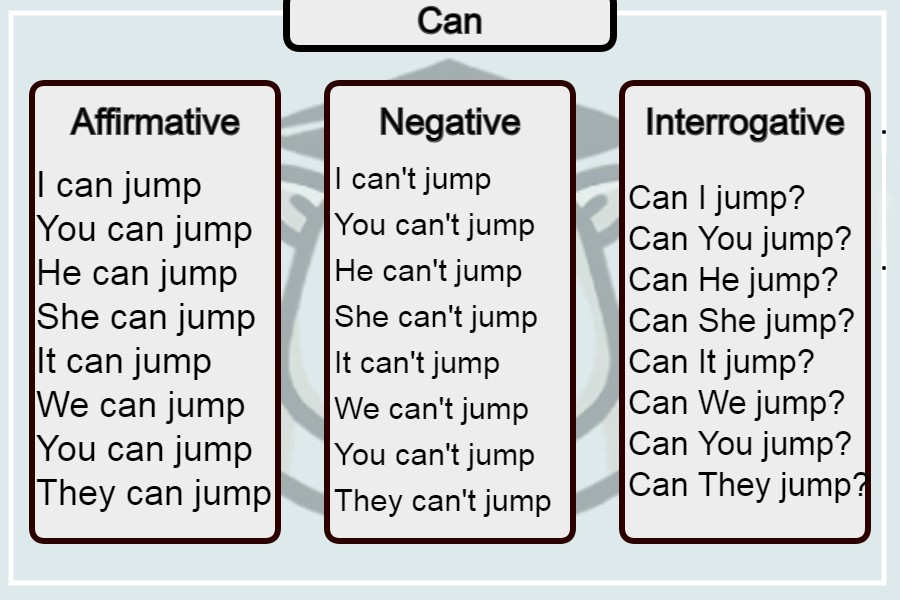 Can
Affirmative
I can jump
You can jump
He can jump
She can jump
It can jump
We can jump
You can jump
They can jump
Negative
I can't jump
You can't jump
He can't jump
She can't jump
It can't jump
We can't jump
You can't jump
They can't jump
Interrogative
Can I jump?
Can You jump?
Can He jump?
Can She jump?
Can It jump?
Can We jump?
Can You jump?
Can They jump?